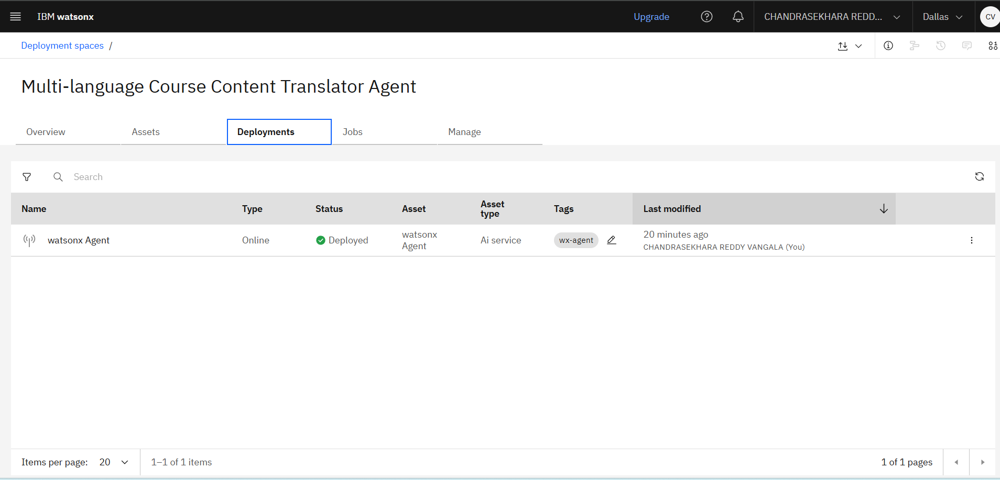 IBM watsonx
Upgrade
CHANDRASEKHARA REDD...
Dallas
CV
Deployment spaces /
Multi-language Course Content Translator Agent
Overview
Assets
Deployments
Jobs
Manage
Search
Name
Type
Status
Asset
Asset
type
Tags
Last modified
watsonx Agent
Online
Deployed
watsonx
Agent
Ai service
wx-agent
20 minutes ago
CHANDRASEKHARA REDDY VANGALA (You)
Items per page: 20
1–1 of 1 items
1 of 1 pages